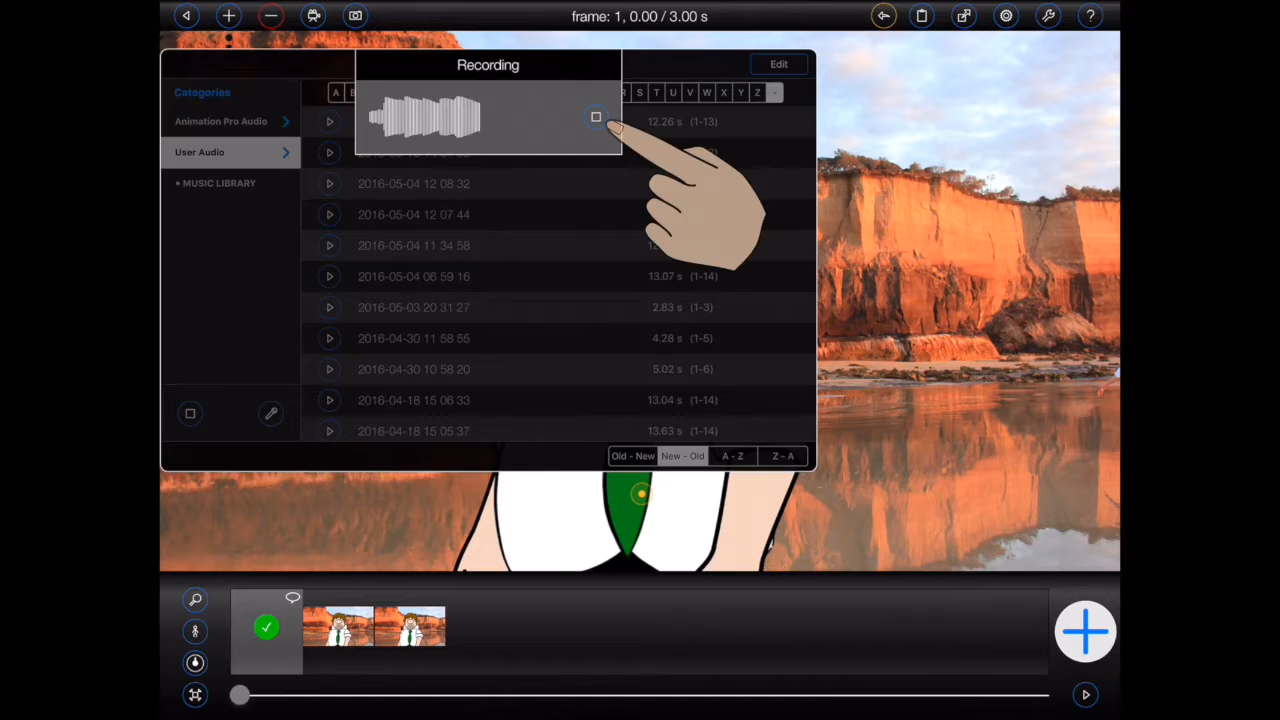 frame: 1, 0.00 / 3.00 s
Recording
Edit
Categories
A
R S T U V W X Y Z -
Animation Pro Audio
12.26 s (1-13)
User Audio
MUSIC LIBRARY
2016-05-04 12 08 32
2016-05-04 12 07 44
2016-05-04 11 34 58
2016-05-04 06 59 16 13.07 s (1-14)
2016-05-03 20 31 27 2.83 s (1-3)
2016-04-30 11 58 55 4.28 s (1-5)
2016-04-30 10 58 20 5.02 s (1-6)
2016-04-18 15 06 33 13.04 s (1-14)
2016-04-18 15 05 37 13.63 s (1-14)
Old - New New - Old A - Z Z - A